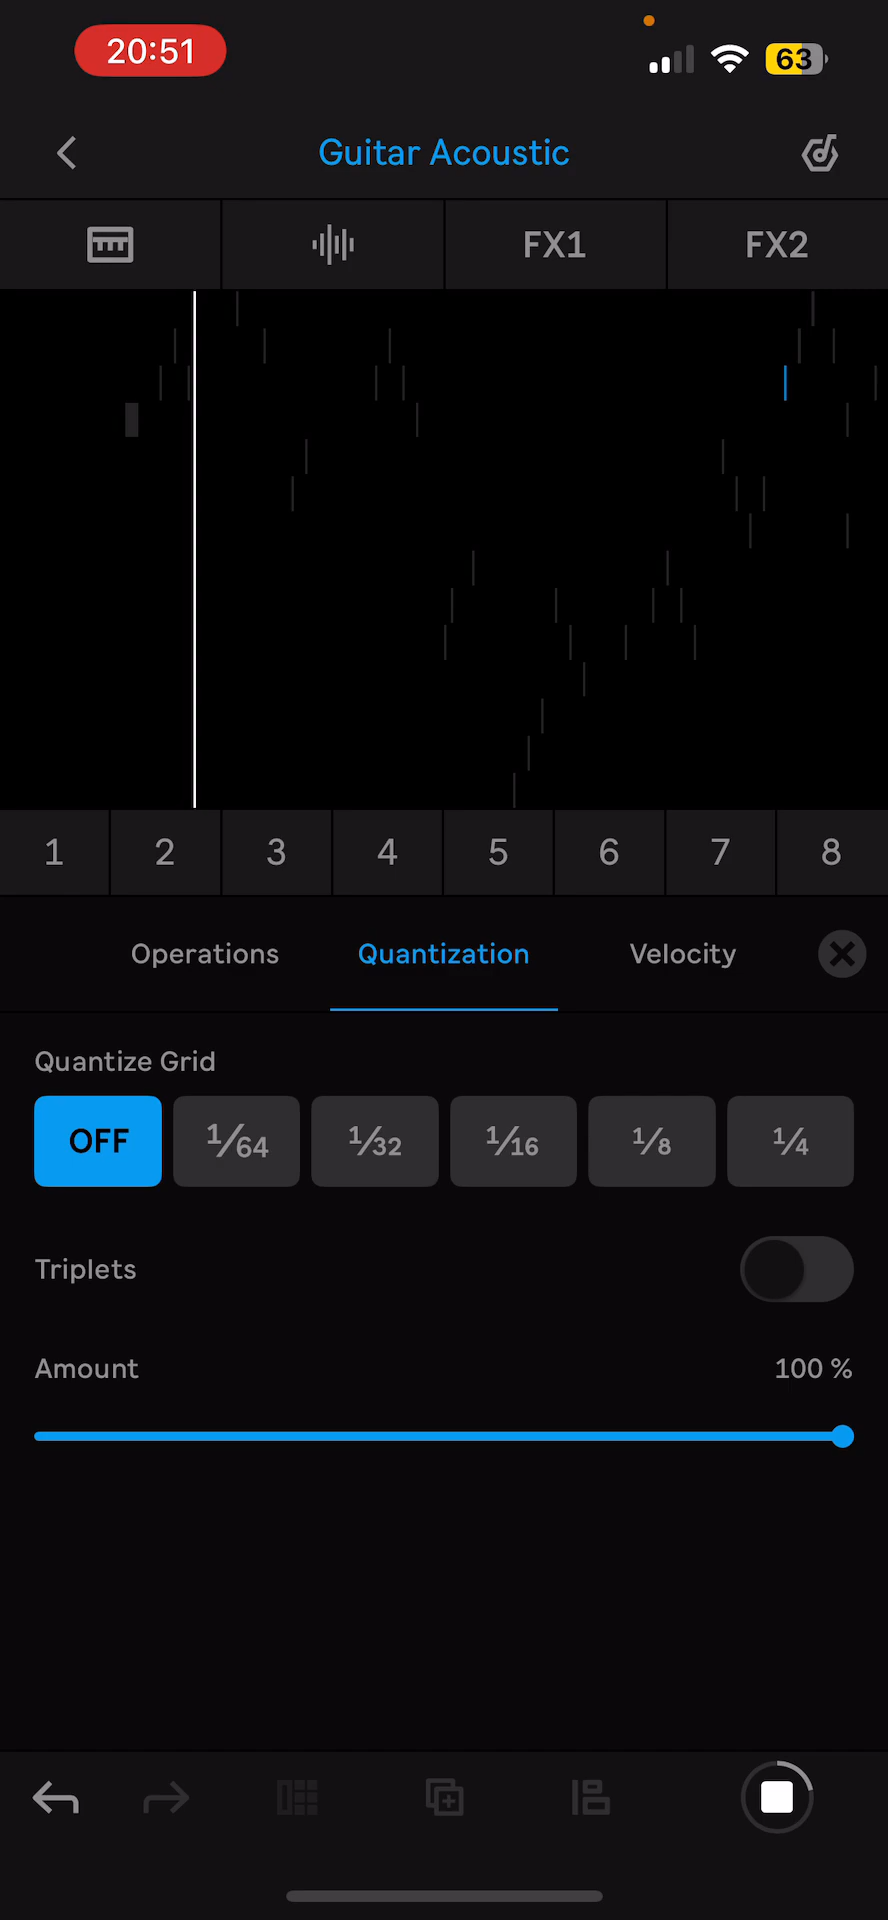 20:51
63
Guitar Acoustic
FX1
FX2
1 2 3 4 5 6 7 8
Operations
Quantization
Velocity
Quantize Grid
OFF 1/64 1/32 1/16 1/8 1/4
Triplets
Amount
100 %